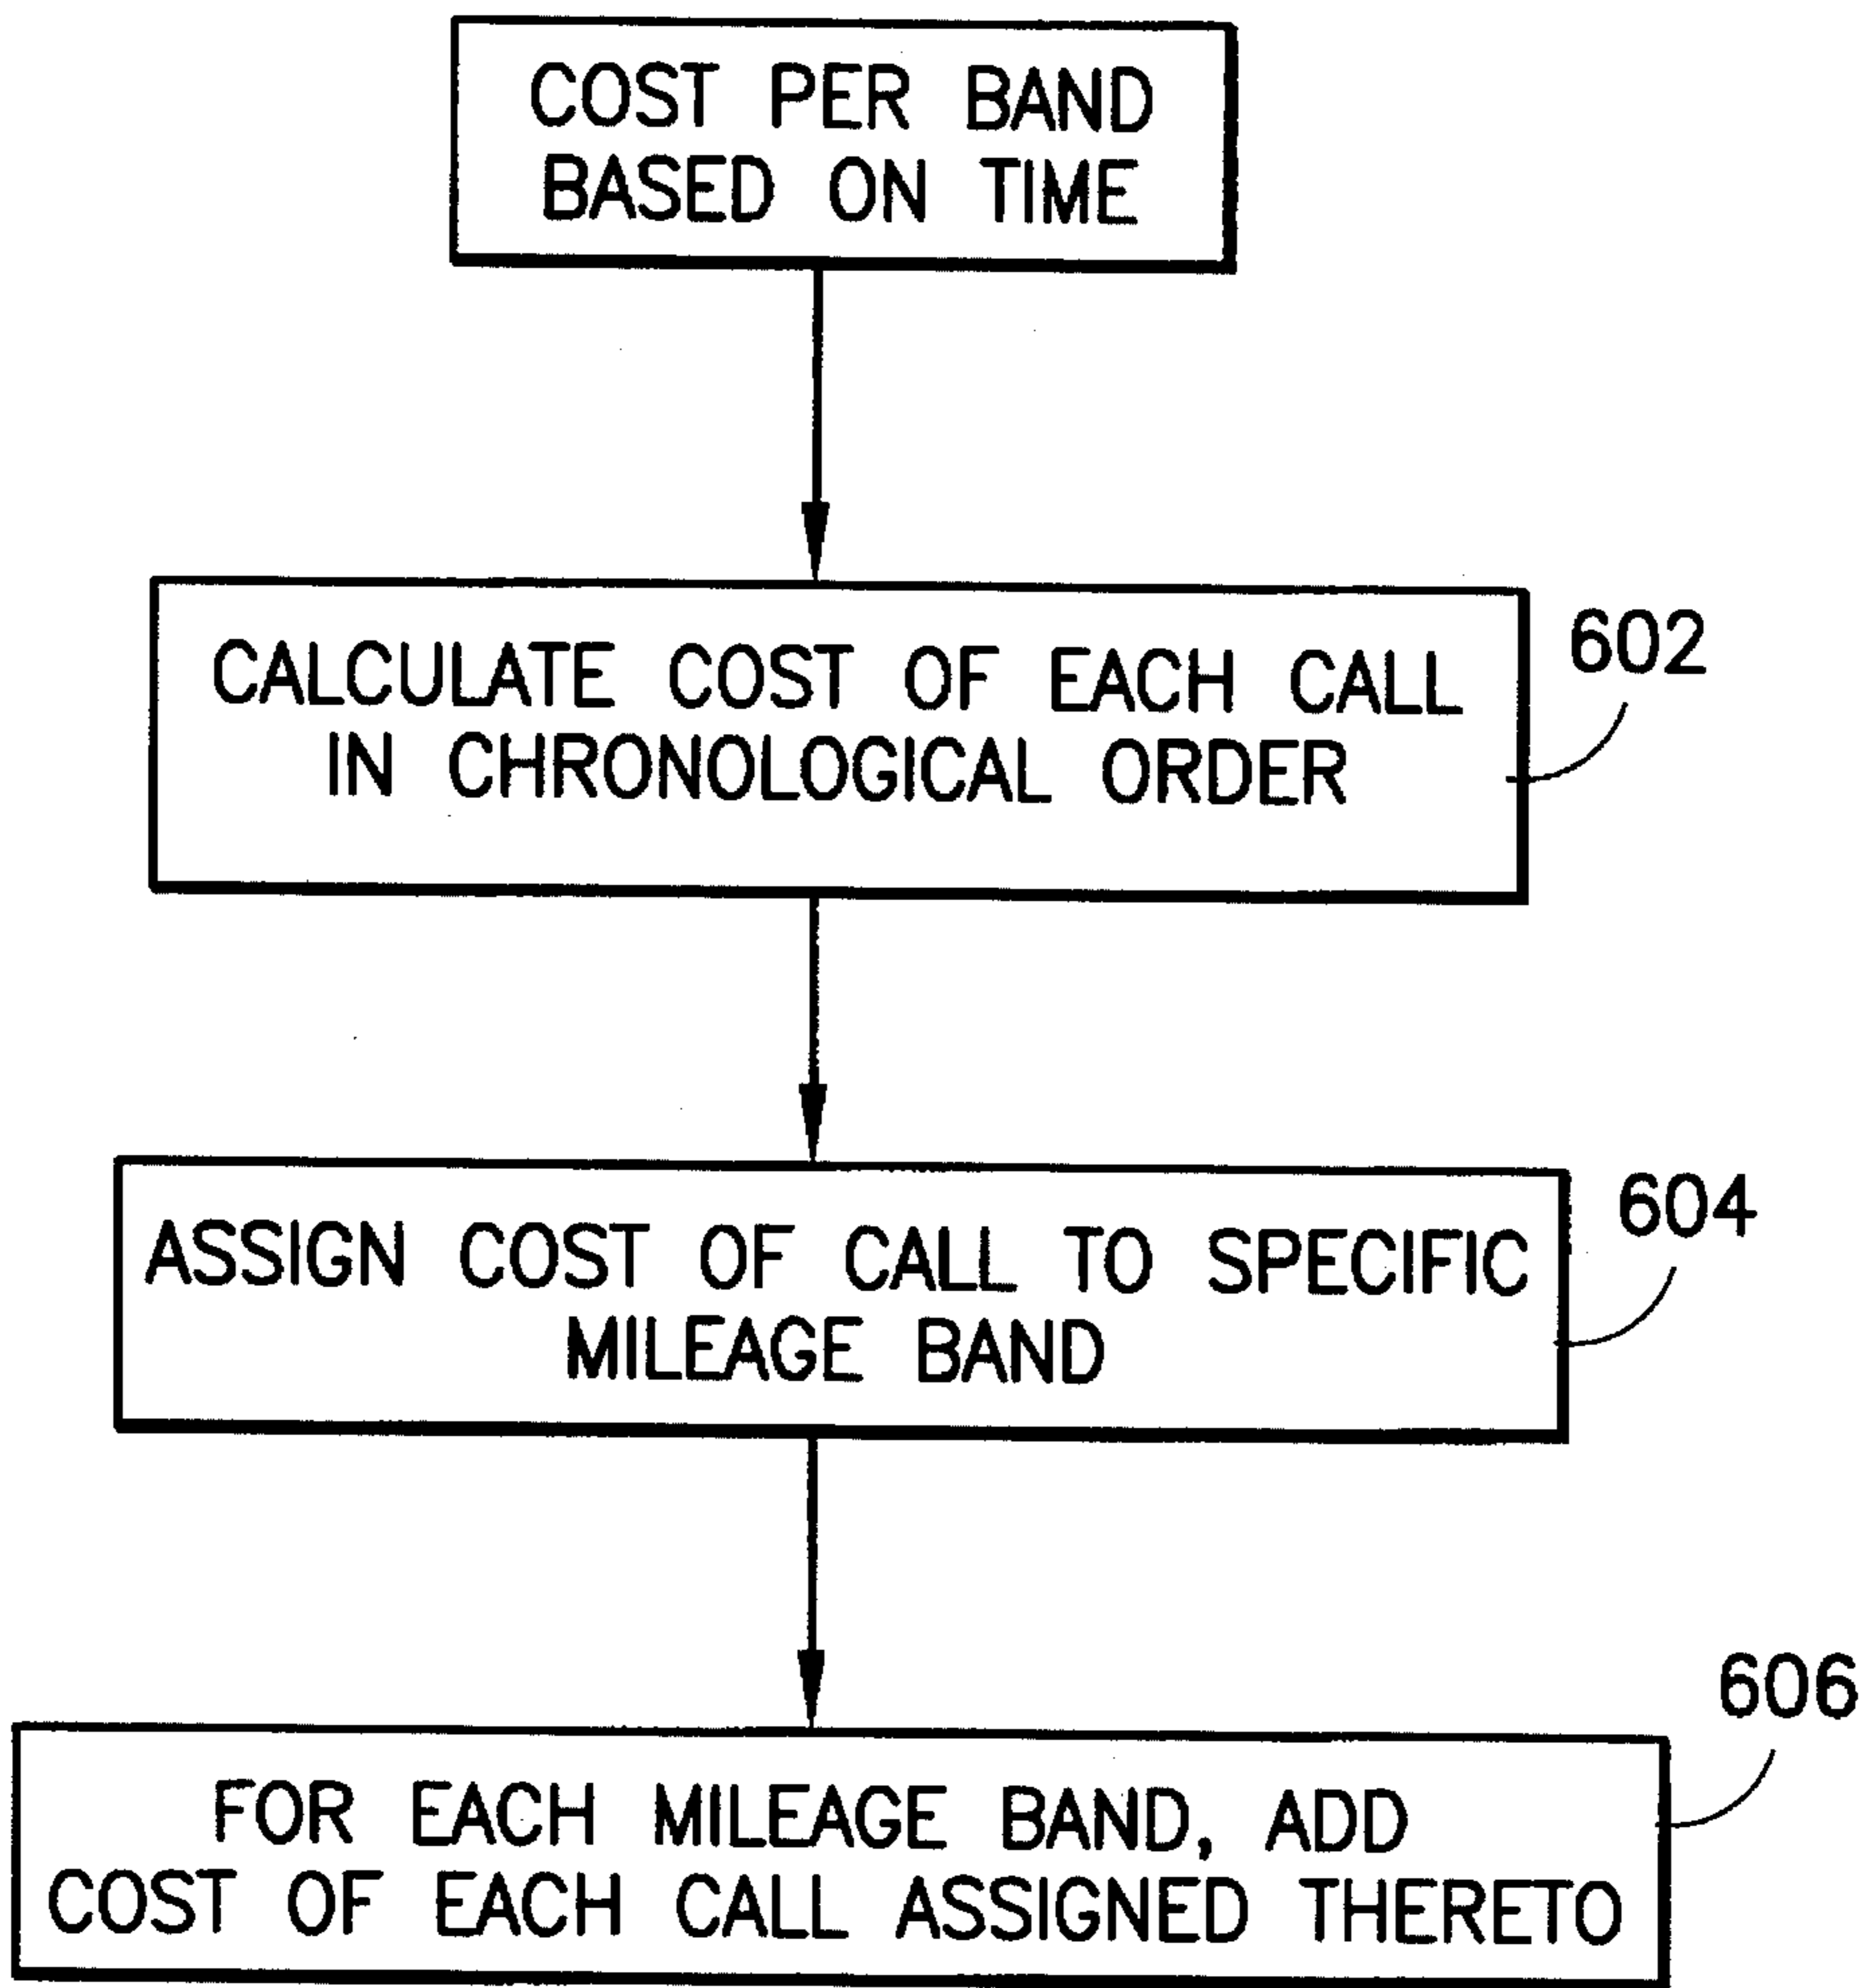 COST PER BAND
BASED ON TIME
CALCULATE COST OF EACH CALL
IN CHRONOLOGICAL ORDER
602
ASSIGN COST OF CALL TO SPECIFIC
MILEAGE BAND
604
606
FOR EACH MILEAGE BAND, ADD
COST OF EACH CALL ASSIGNED THERETO